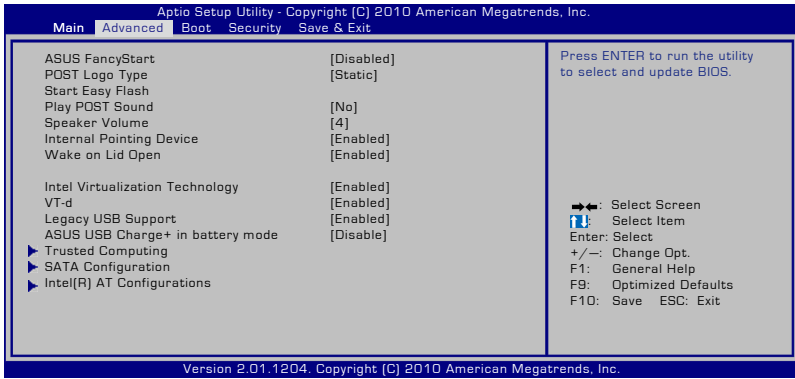 Aptio Setup Utility - Copyright (C) 2010 American Megatrends, Inc.
Main Advanced Boot Security Save & Exit
ASUS FancyStart [Disabled]
POST Logo Type [Static]
Start Easy Flash
Play POST Sound [No]
Speaker Volume [4]
Internal Pointing Device [Enabled]
Wake on Lid Open [Enabled]
Intel Virtualization Technology [Enabled]
VT-d [Enabled]
Legacy USB Support [Enabled]
ASUS USB Charge+ in battery mode [Disable]
Trusted Computing
SATA Configuration
Intel(R) AT Configurations
Press ENTER to run the utility
to select and update BIOS.
→←: Select Screen
↑↓: Select Item
Enter: Select
+/—: Change Opt.
F1: General Help
F9: Optimized Defaults
F10: Save ESC: Exit
Version 2.01.1204. Copyright (C) 2010 American Megatrends, Inc.